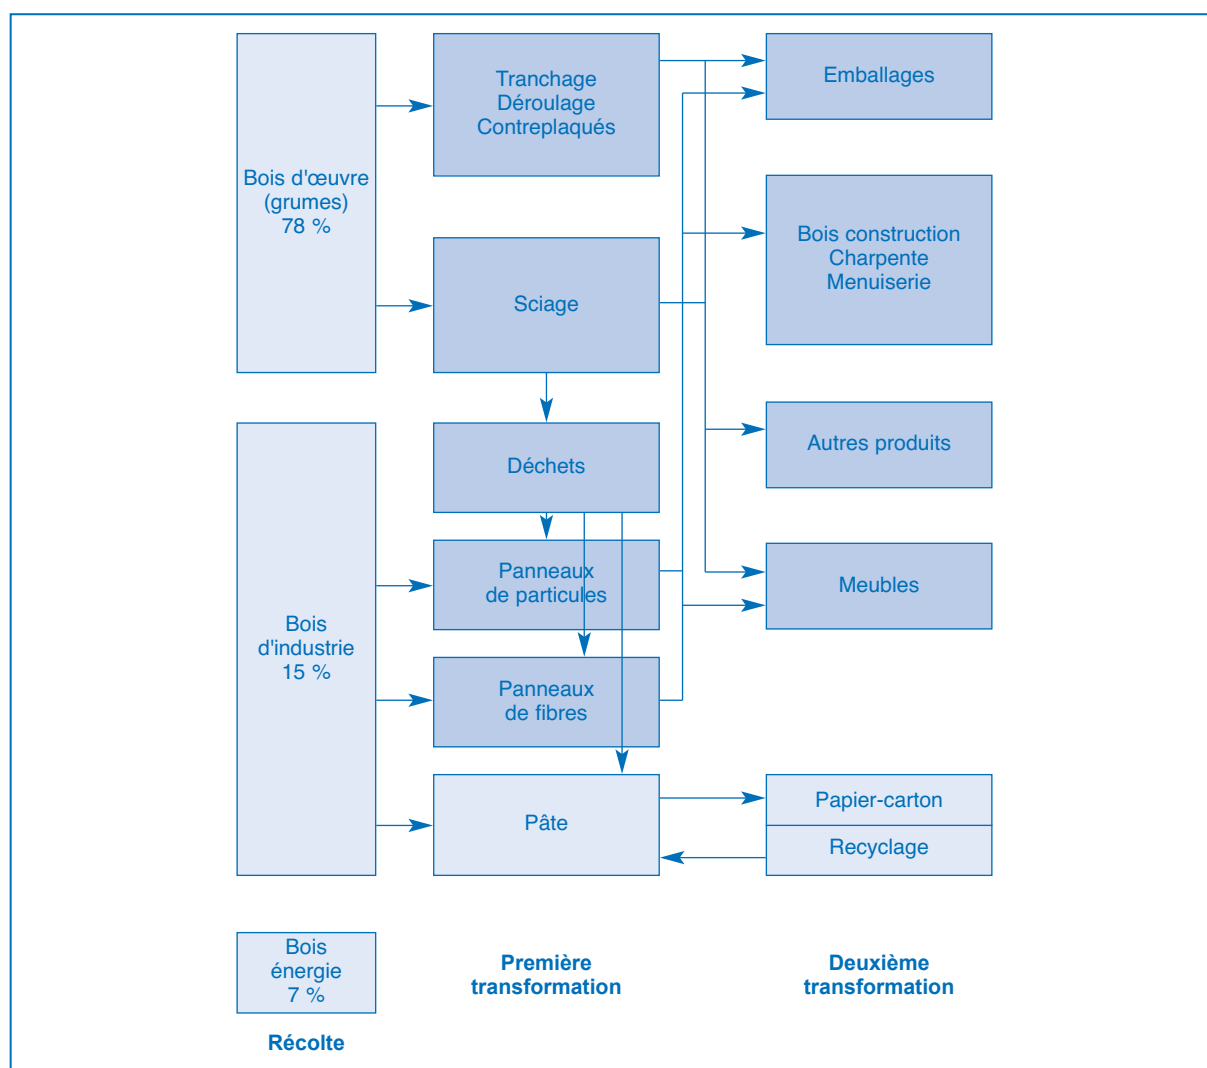 Bois d'œuvre
(grumes)
78 %
Bois
d'industrie
15 %
Bois
énergie
7 %
Récolte
Tranchage
Déroulage
Contreplaqués
Sciage
Déchets
Panneaux
de particules
Panneaux
de fibres
Pâte
Première
transformation
Emballages
Bois construction
Charpente
Menuiserie
Autres produits
Meubles
Papier-carton
Recyclage
Deuxième
transformation